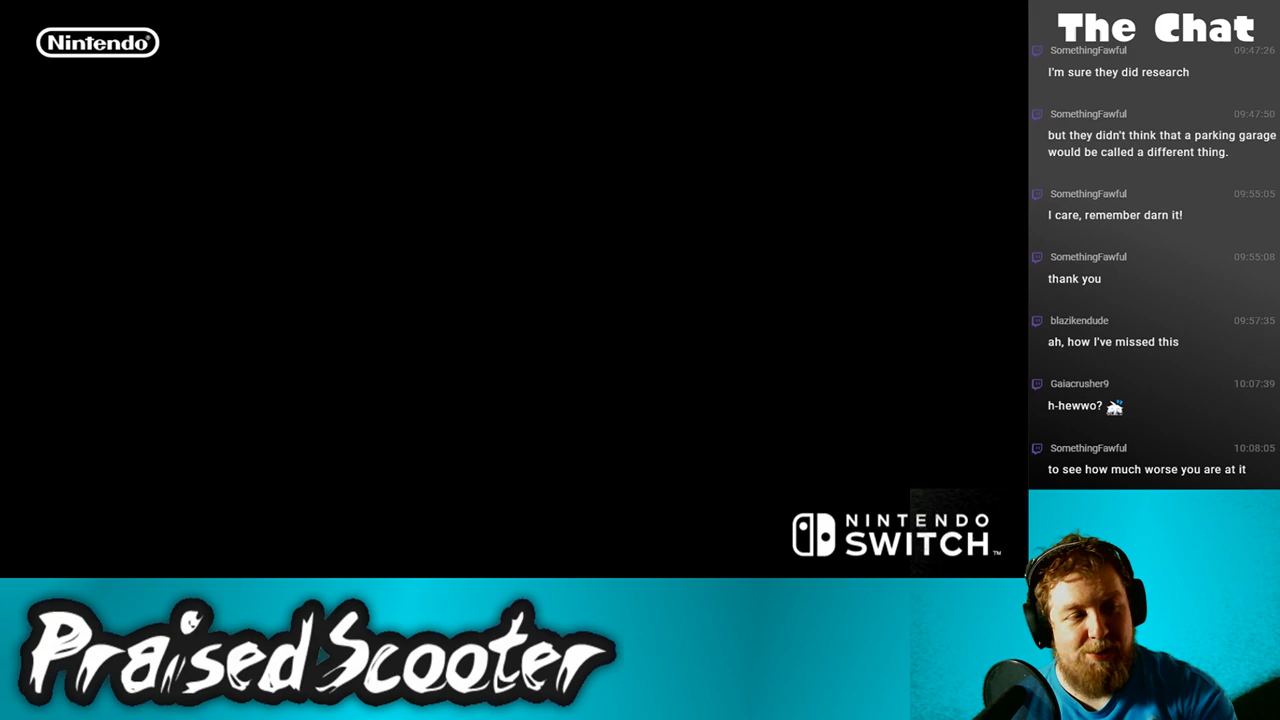 Nintendo®
The Chat
SomethingFawful 09:47:26
I'm sure they did research
SomethingFawful 09:47:50
but they didn't think that a parking garage
would be called a different thing.
SomethingFawful 09:55:05
I care, remember darn it!
SomethingFawful 09:55:08
thank you
blazikendude 09:57:35
ah, how I've missed this
Gaiacrusher9 10:07:39
h-hewwo?
SomethingFawful 10:08:05
to see how much worse you are at it
NINTENDO
SWITCH™
PraisedScooter